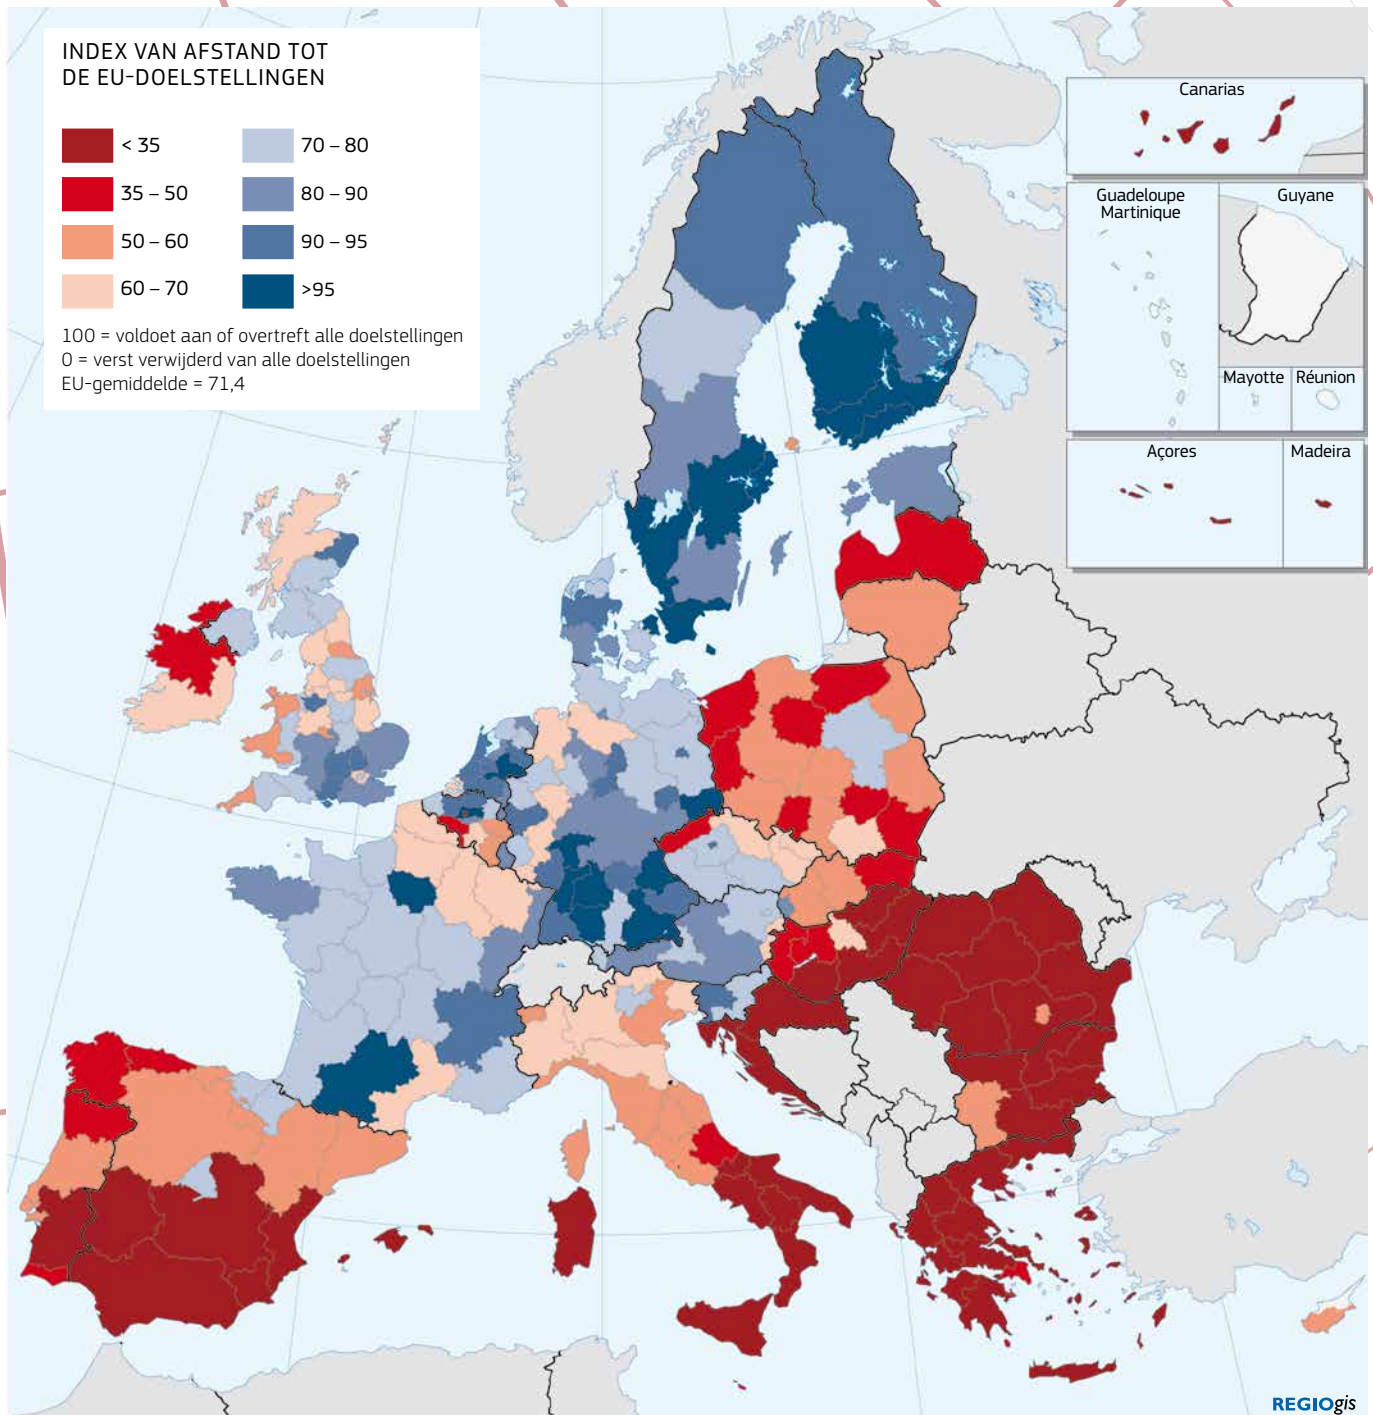 INDEX VAN AFSTAND TOT
DE EU-DOELSTELLINGEN
< 35
35 – 50
50 – 60
60 – 70
70 – 80
80 – 90
90 – 95
>95
100 = voldoet aan of overtreft alle doelstellingen
0 = verst verwijderd van alle doelstellingen
EU-gemiddelde = 71,4
Canarias
Guadeloupe
Martinique
Guyane
Mayotte
Réunion
Açores
Madeira
REGIOgis